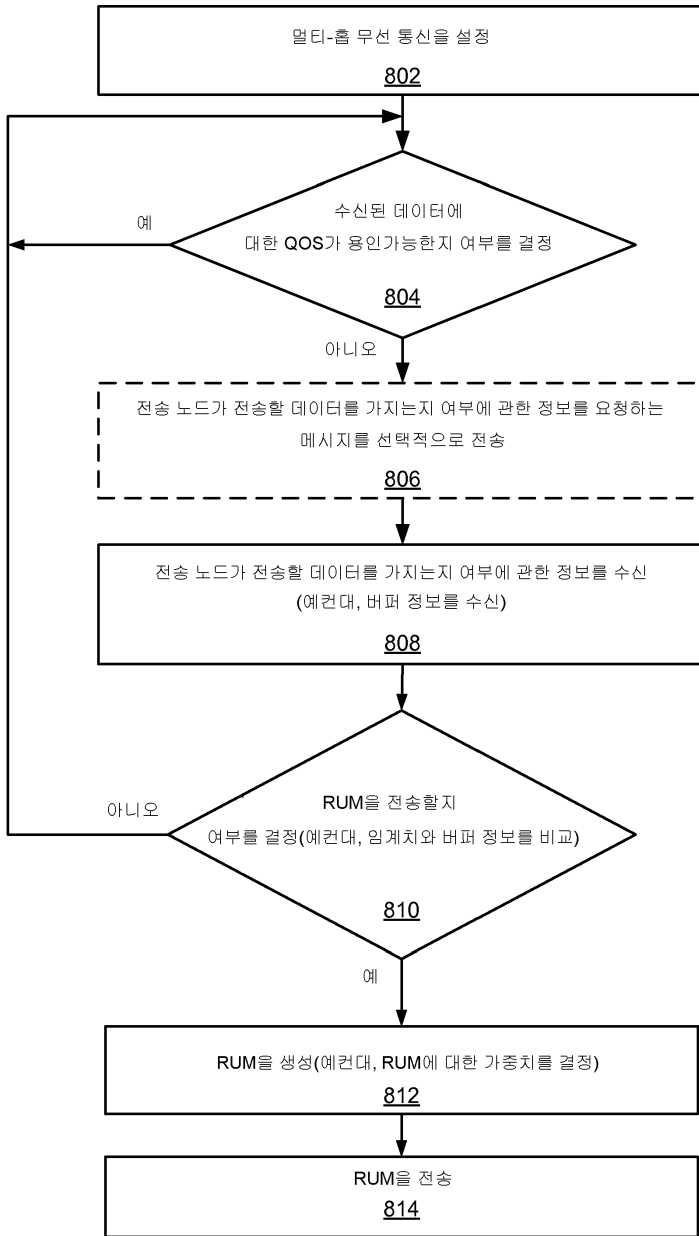 멀티-홉 무선 통신을 설정
802
수신된 데이터에
예
대한 QOS가 용인가능한지 여부를 결정
804
아니오
전송 노드가 전송할 데이터를 가지는지 여부에 관한 정보를 요청하는
메시지를 선택적으로 전송
806
전송 노드가 전송할 데이터를 가지는지 여부에 관한 정보를 수신
(예컨대, 버퍼 정보를 수신)
808
RUM을 전송할지
아니오
여부를 결정(예컨대, 임계치와 버퍼 정보를 비교)
810
예
RUM을 생성(예컨대, RUM에 대한 가중치를 결정)
812
RUM을 전송
814